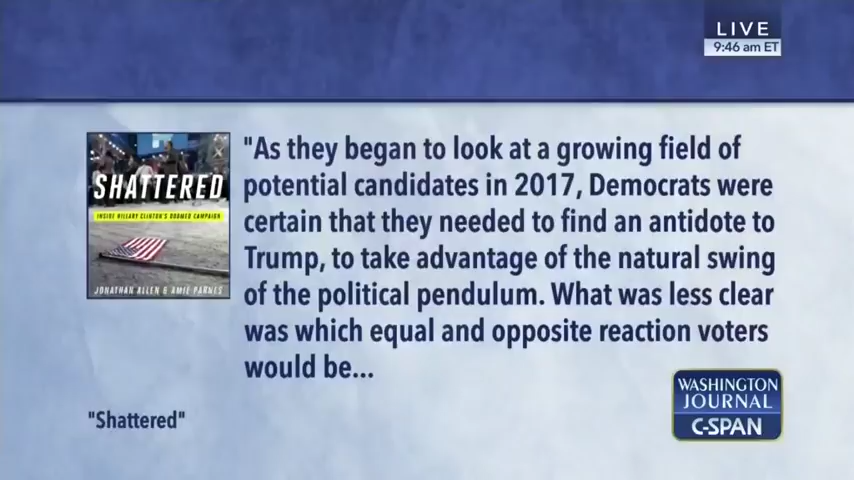 LIVE
9:46 am ET
SHATTERED
INSIDE HILLARY CLINTON'S DOOMED CAMPAIGN
JONATHAN ALLEN & AMIE PARNES
"As they began to look at a growing field of
potential candidates in 2017, Democrats were
certain that they needed to find an antidote to
Trump, to take advantage of the natural swing
of the political pendulum. What was less clear
was which equal and opposite reaction voters
would be...
"Shattered"
WASHINGTON
JOURNAL
C-SPAN